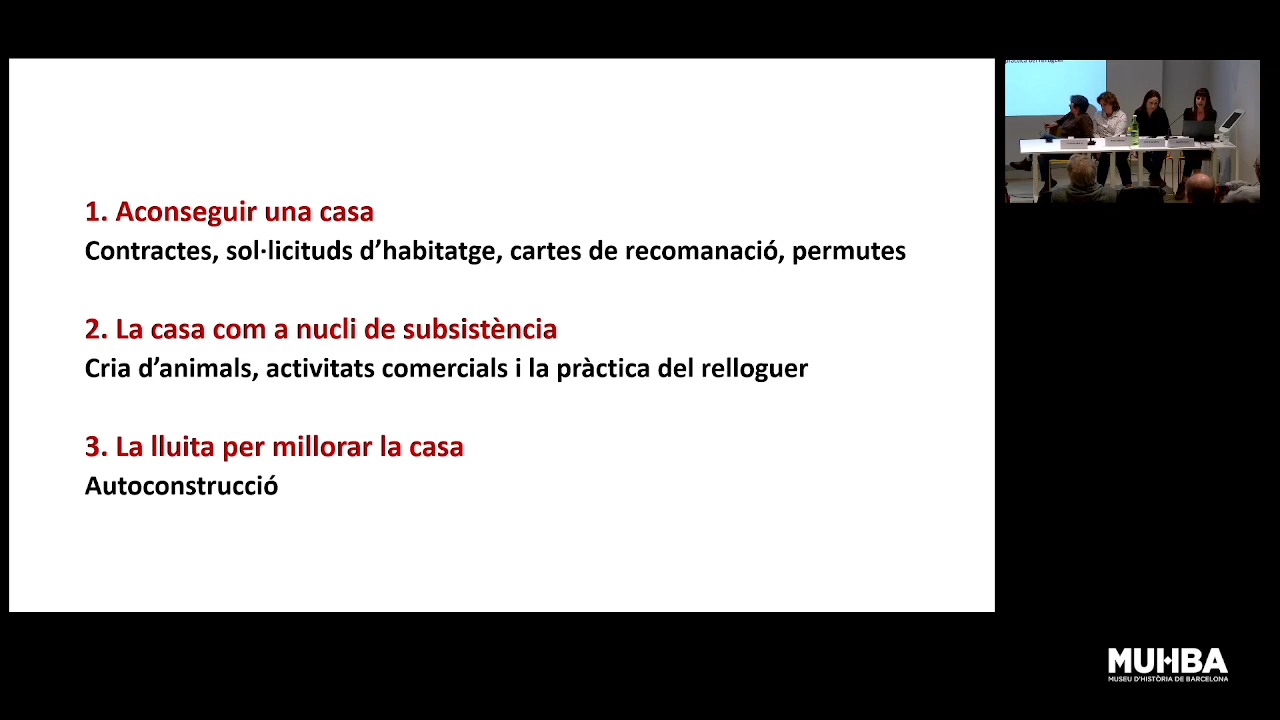 1. Aconseguir una casa
Contractes, sol·licituds d’habitatge, cartes de recomanació, permutes
2. La casa com a nucli de subsistència
Cria d’animals, activitats comercials i la pràctica del relloguer
3. La lluita per millorar la casa
Autoconstrucció
MUHBA
MUSEU D'HISTÒRIA DE BARCELONA